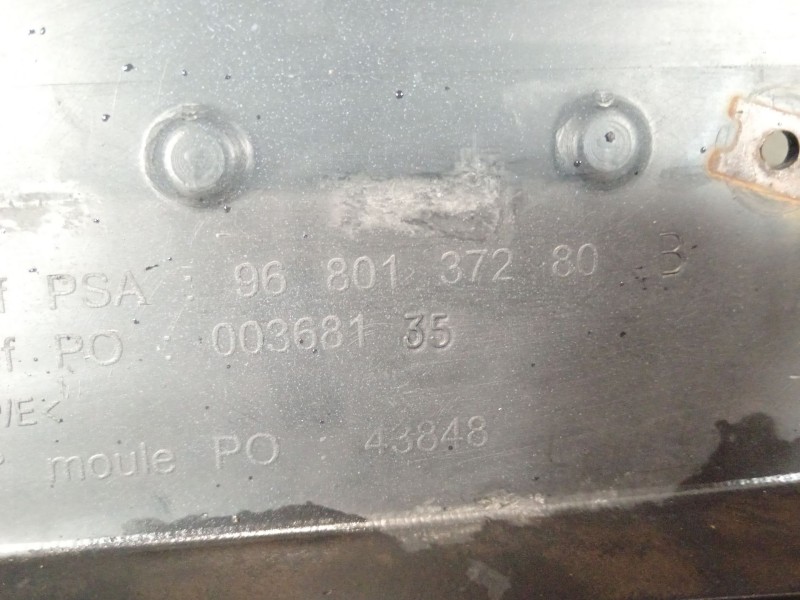 f PSA : 96 801 372 80 B
f PO : 003681 35
P/E<
moule PO : 43848